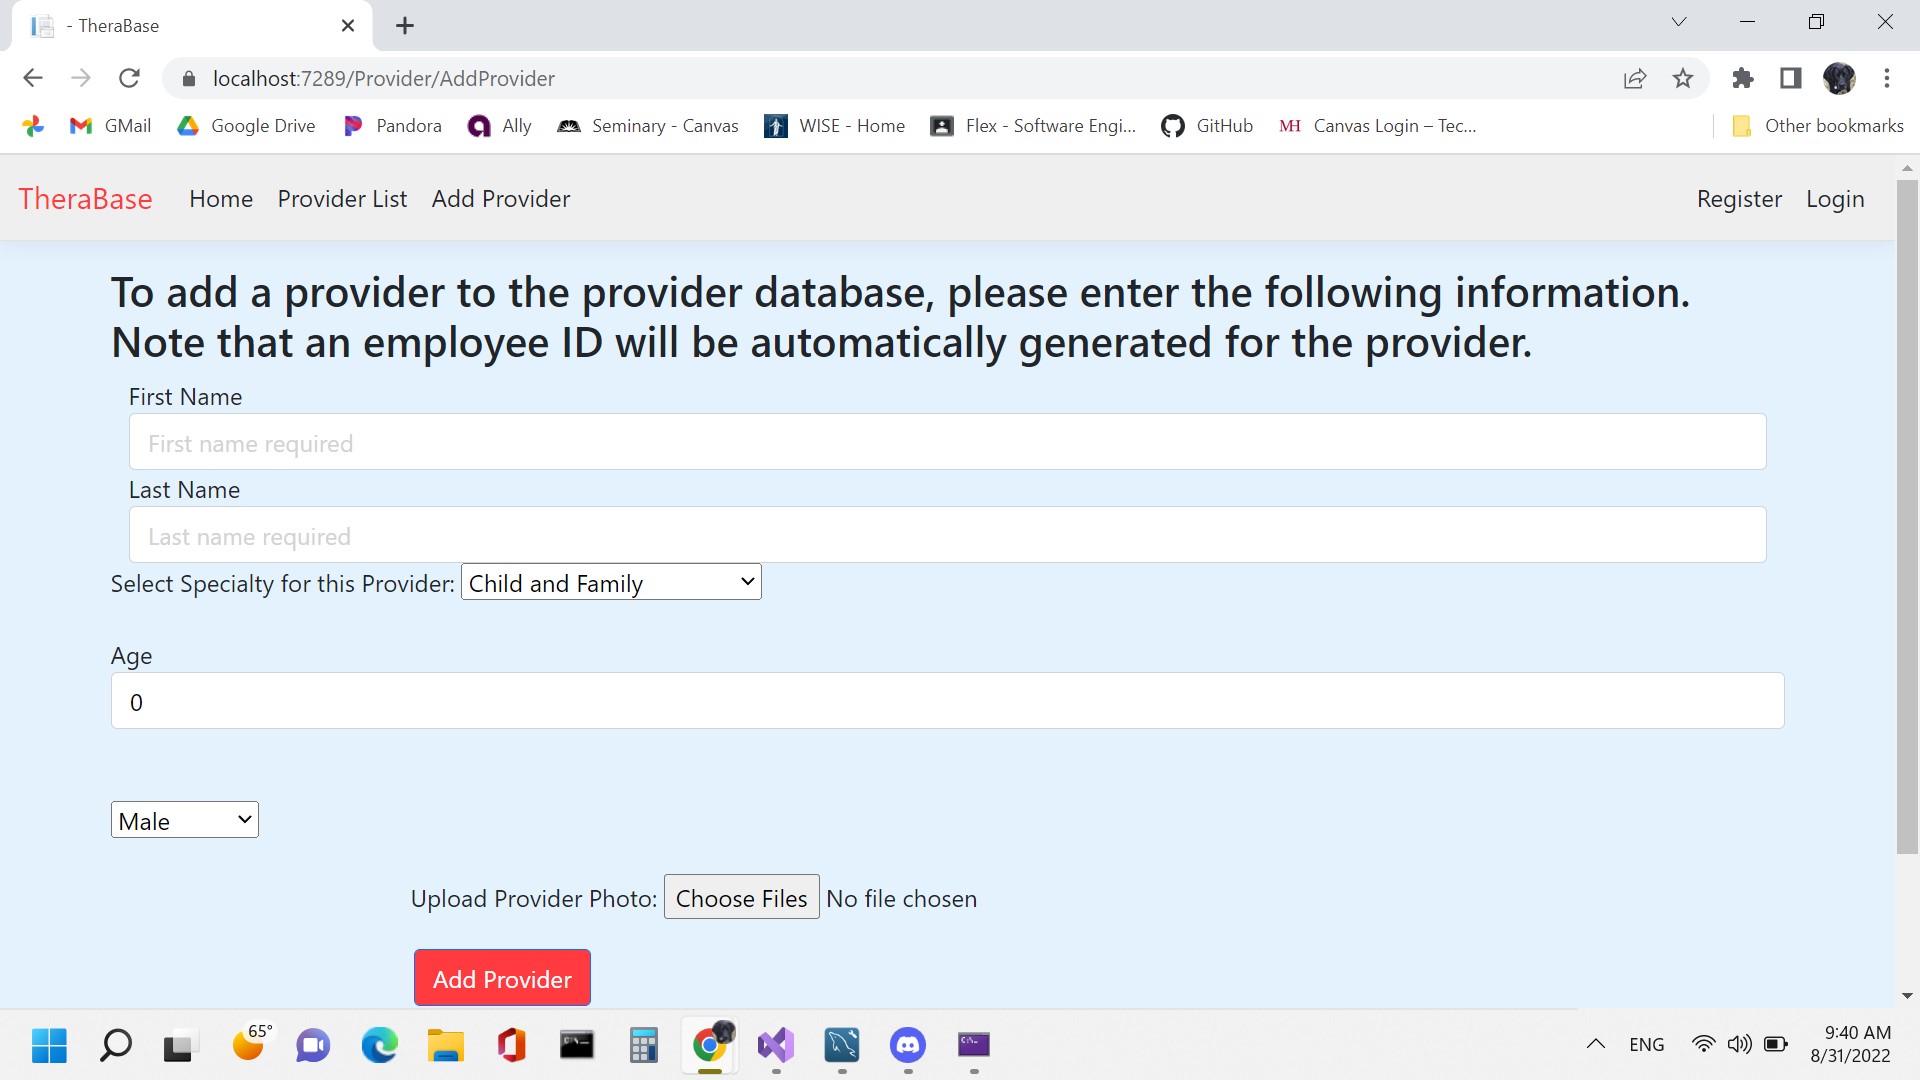 - TheraBase
localhost:7289/Provider/AddProvider
GMail Google Drive Pandora Ally Seminary - Canvas WISE - Home Flex - Software Engi... GitHub MH Canvas Login – Tec... Other bookmarks
TheraBase Home Provider List Add Provider Register Login
To add a provider to the provider database, please enter the following information.
Note that an employee ID will be automatically generated for the provider.
First Name
First name required
Last Name
Last name required
Select Specialty for this Provider: Child and Family
Age
0
Male
Upload Provider Photo: Choose Files No file chosen
Add Provider
65°
ENG
9:40 AM
8/31/2022